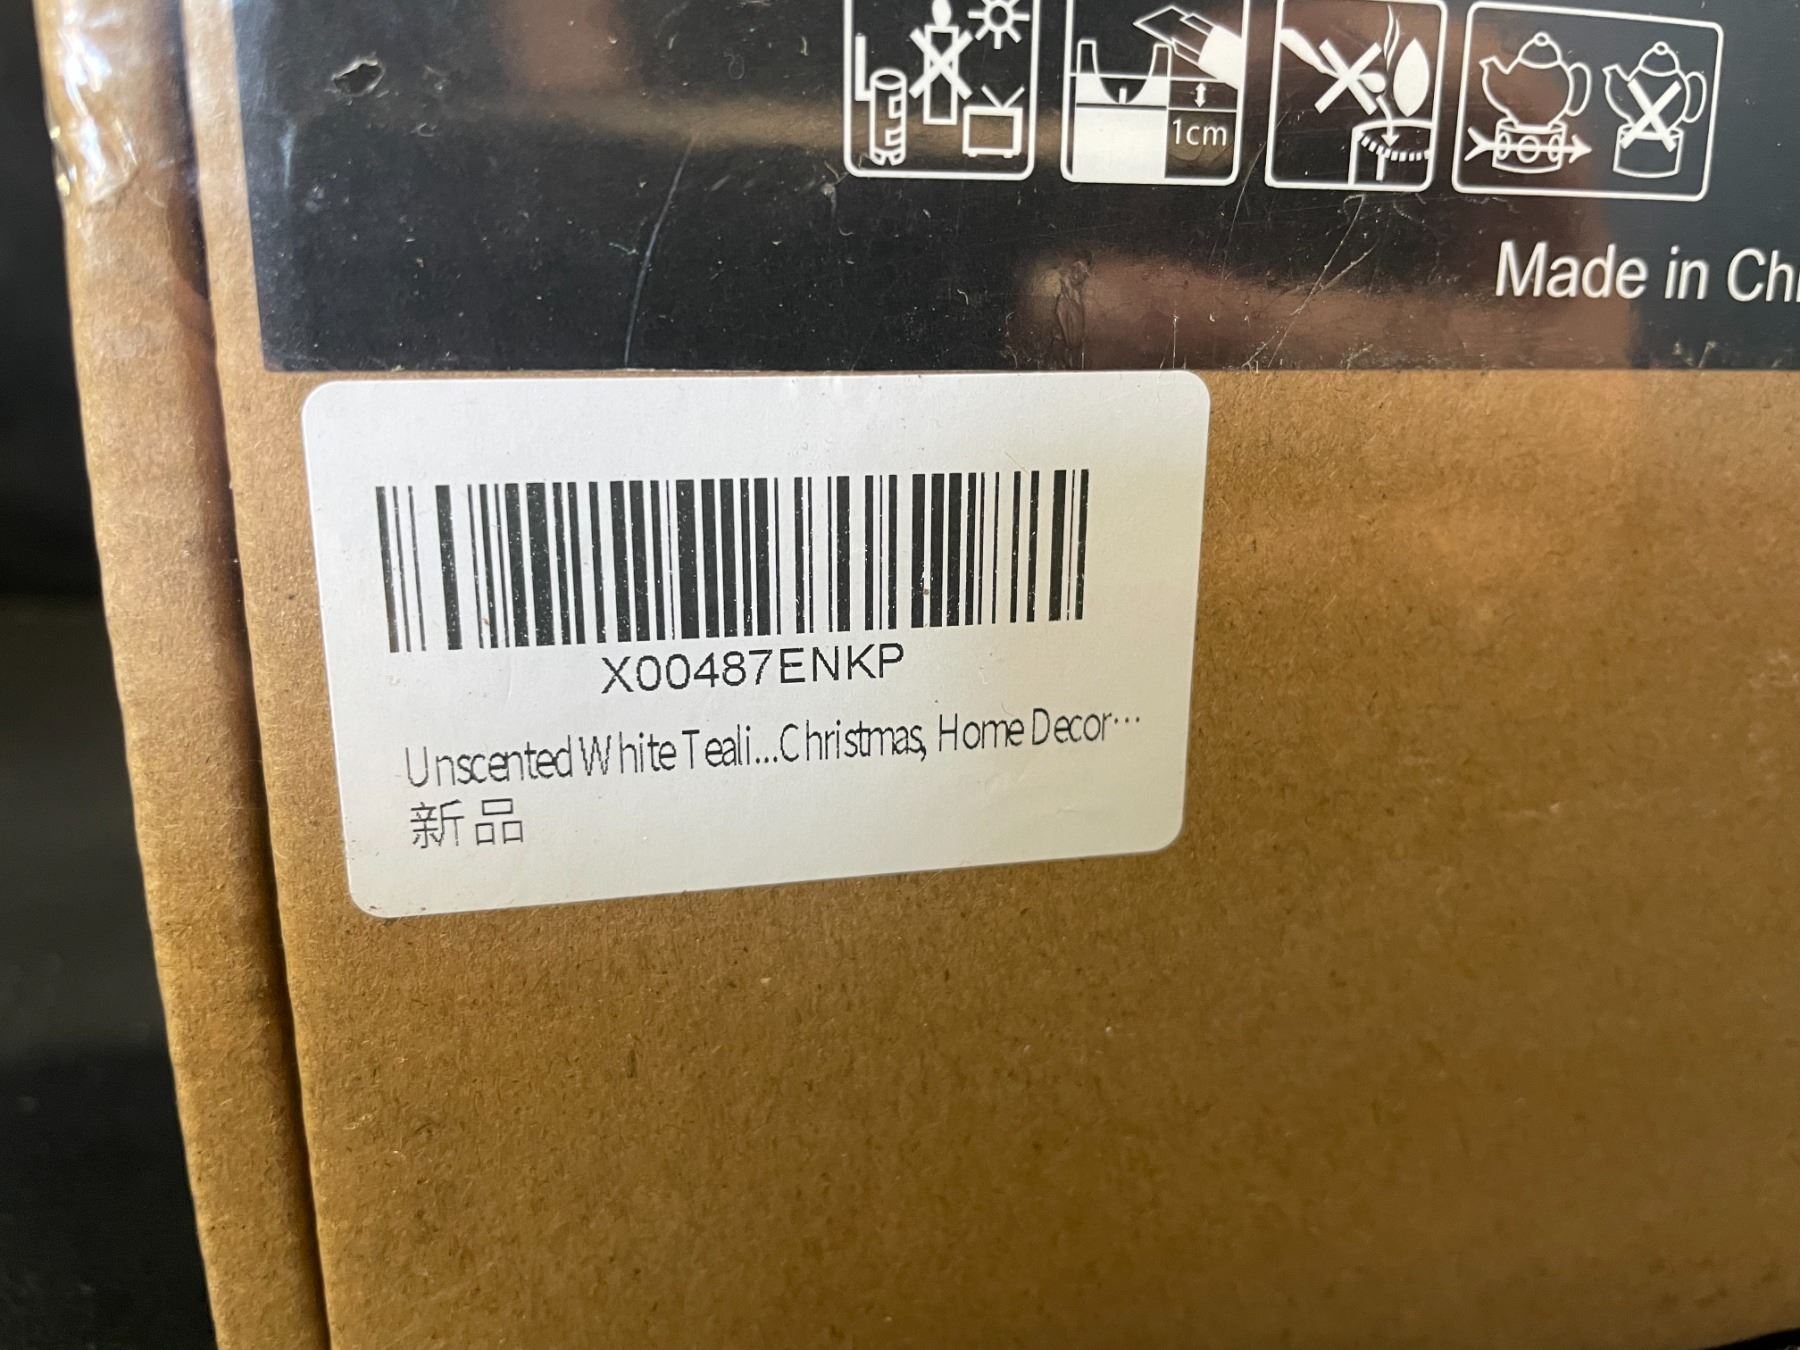 1cm
Made in Chi
X00487ENKP
Unscented White Teali...Christmas, Home Decor...
新品